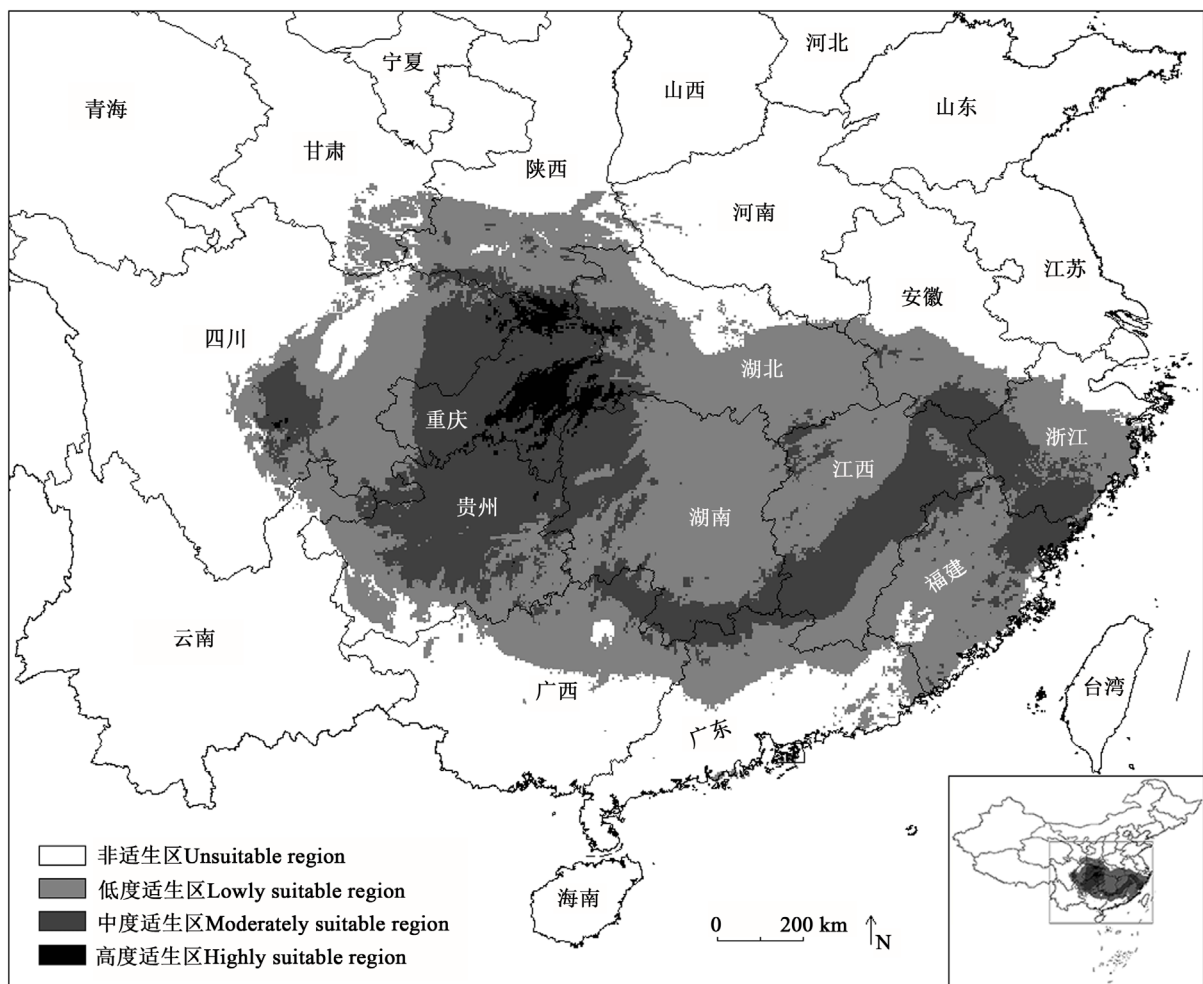 河北
宁夏
山西
青海
山东
甘肃
陕西
河南
江苏
安徽
四川
湖北
重庆
浙江
江西
贵州
湖南
福建
云南
台湾
广西
广东
非适生区Unsuitable region
低度适生区Lowly suitable region
中度适生区Moderately suitable region
高度适生区Highly suitable region
海南
0 200 km
N